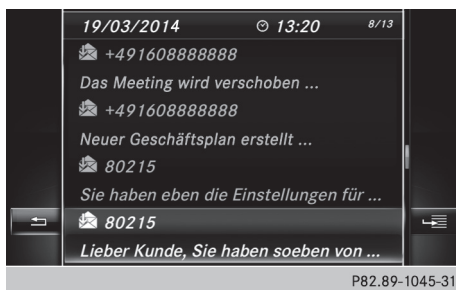 19/03/2014 13:20 8/13
+491608888888
Das Meeting wird verschoben ...
+491608888888
Neuer Geschäftsplan erstellt ...
80215
Sie haben eben die Einstellungen für ...
80215
Lieber Kunde, Sie haben soeben von ...
P82.89-1045-31